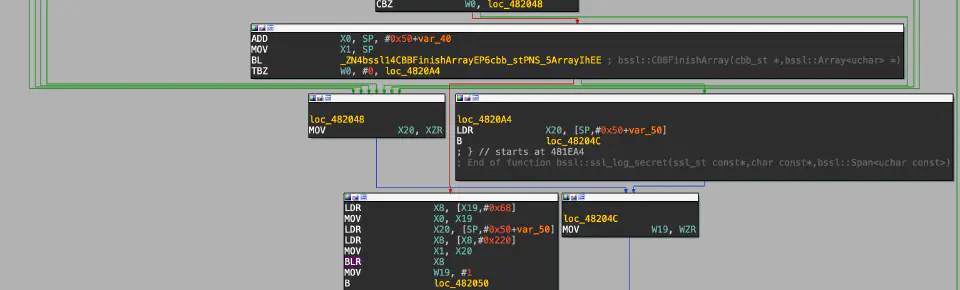 CBZ W0, loc_482048
ADD X0, SP, #0x50+var_40
MOV X1, SP
BL _ZN4bssl14CBBFinishArrayEP6cbb_stPNS_5ArrayIhEE ; bssl::CBBFinishArray(cbb_st *,bssl::Array<uchar> *)
TBZ W0, #0, loc_4820A4
loc_482048
MOV X20, XZR
loc_4820A4
LDR X20, [SP,#0x50+var_50]
B loc_48204C
; } // starts at 481EA4
; End of function bssl::ssl_log_secret(ssl_st const*,char const*,bssl::Span<uchar const>)
LDR X8, [X19,#0x68]
MOV X0, X19
LDR X20, [SP,#0x50+var_50]
LDR X8, [X8,#0x220]
MOV X1, X20
BLR X8
MOV W19, #1
B loc_482050
loc_48204C
MOV W19, WZR